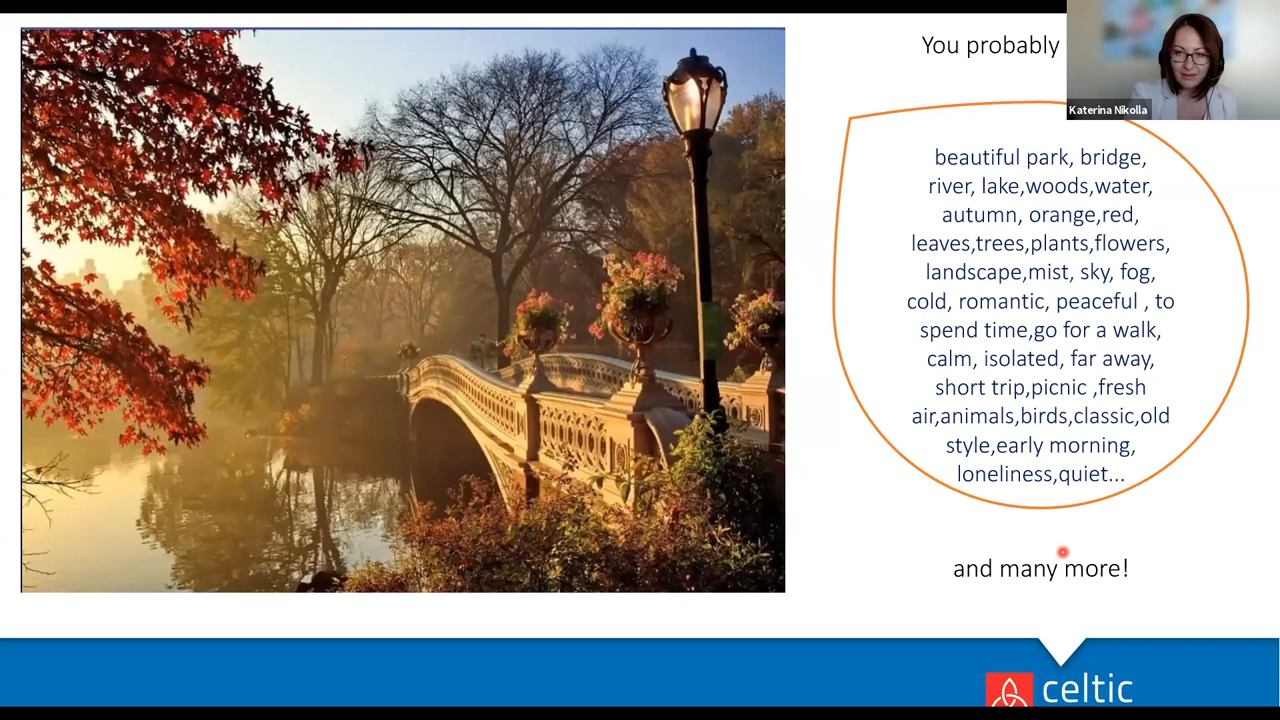 You probably
Katerina Nikolla
beautiful park, bridge,
river, lake,woods,water,
autumn, orange,red,
leaves,trees,plants,flowers,
landscape,mist, sky, fog,
cold, romantic, peaceful , to
spend time,go for a walk,
calm, isolated, far away,
short trip,picnic ,fresh
air,animals,birds,classic,old
style,early morning,
loneliness,quiet...
and many more!
celtic